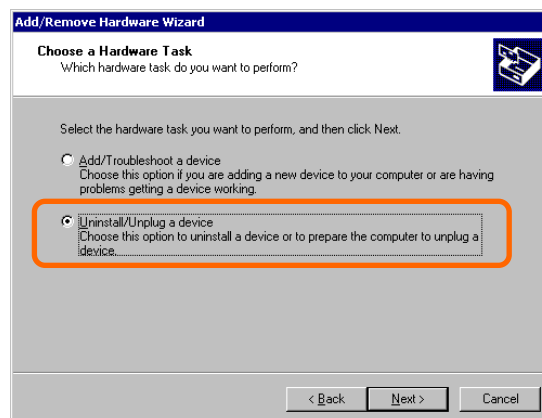 Add/Remove Hardware Wizard
Choose a Hardware Task
Which hardware task do you want to perform?
Select the hardware task you want to perform, and then click Next.
Add/Troubleshoot a device
Choose this option if you are adding a new device to your computer or are having
problems getting a device working.
Uninstall/Unplug a device
Choose this option to uninstall a device or to prepare the computer to unplug a
device.
< Back Next > Cancel